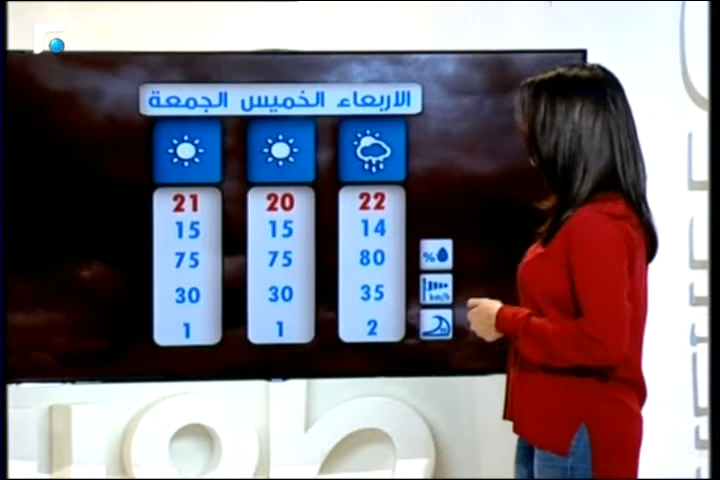 الاربعاء الخميس الجمعة
22 20 21
14 15 15
80 75 75 %
35 30 30 km/h
2 1 1